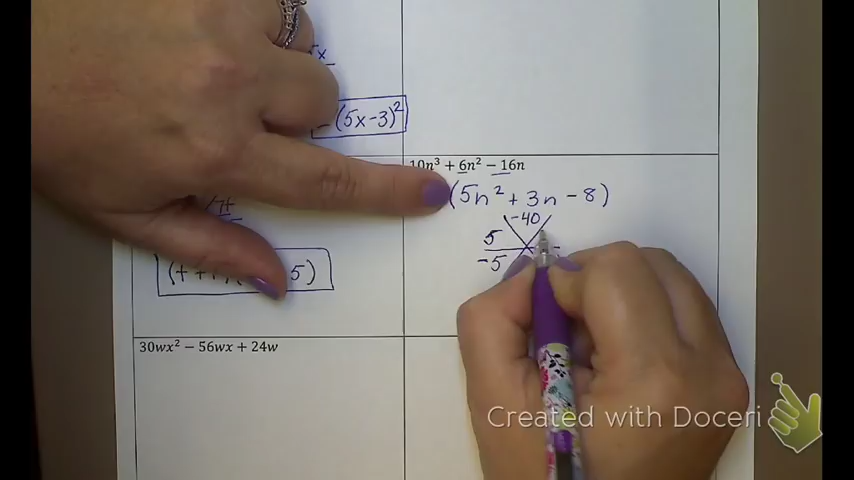 (5x-3)²
10n³ + 6n² − 16n
(5n² + 3n - 8)
-40
5
-5
5)
30wx² − 56wx + 24w
Created with Doceri